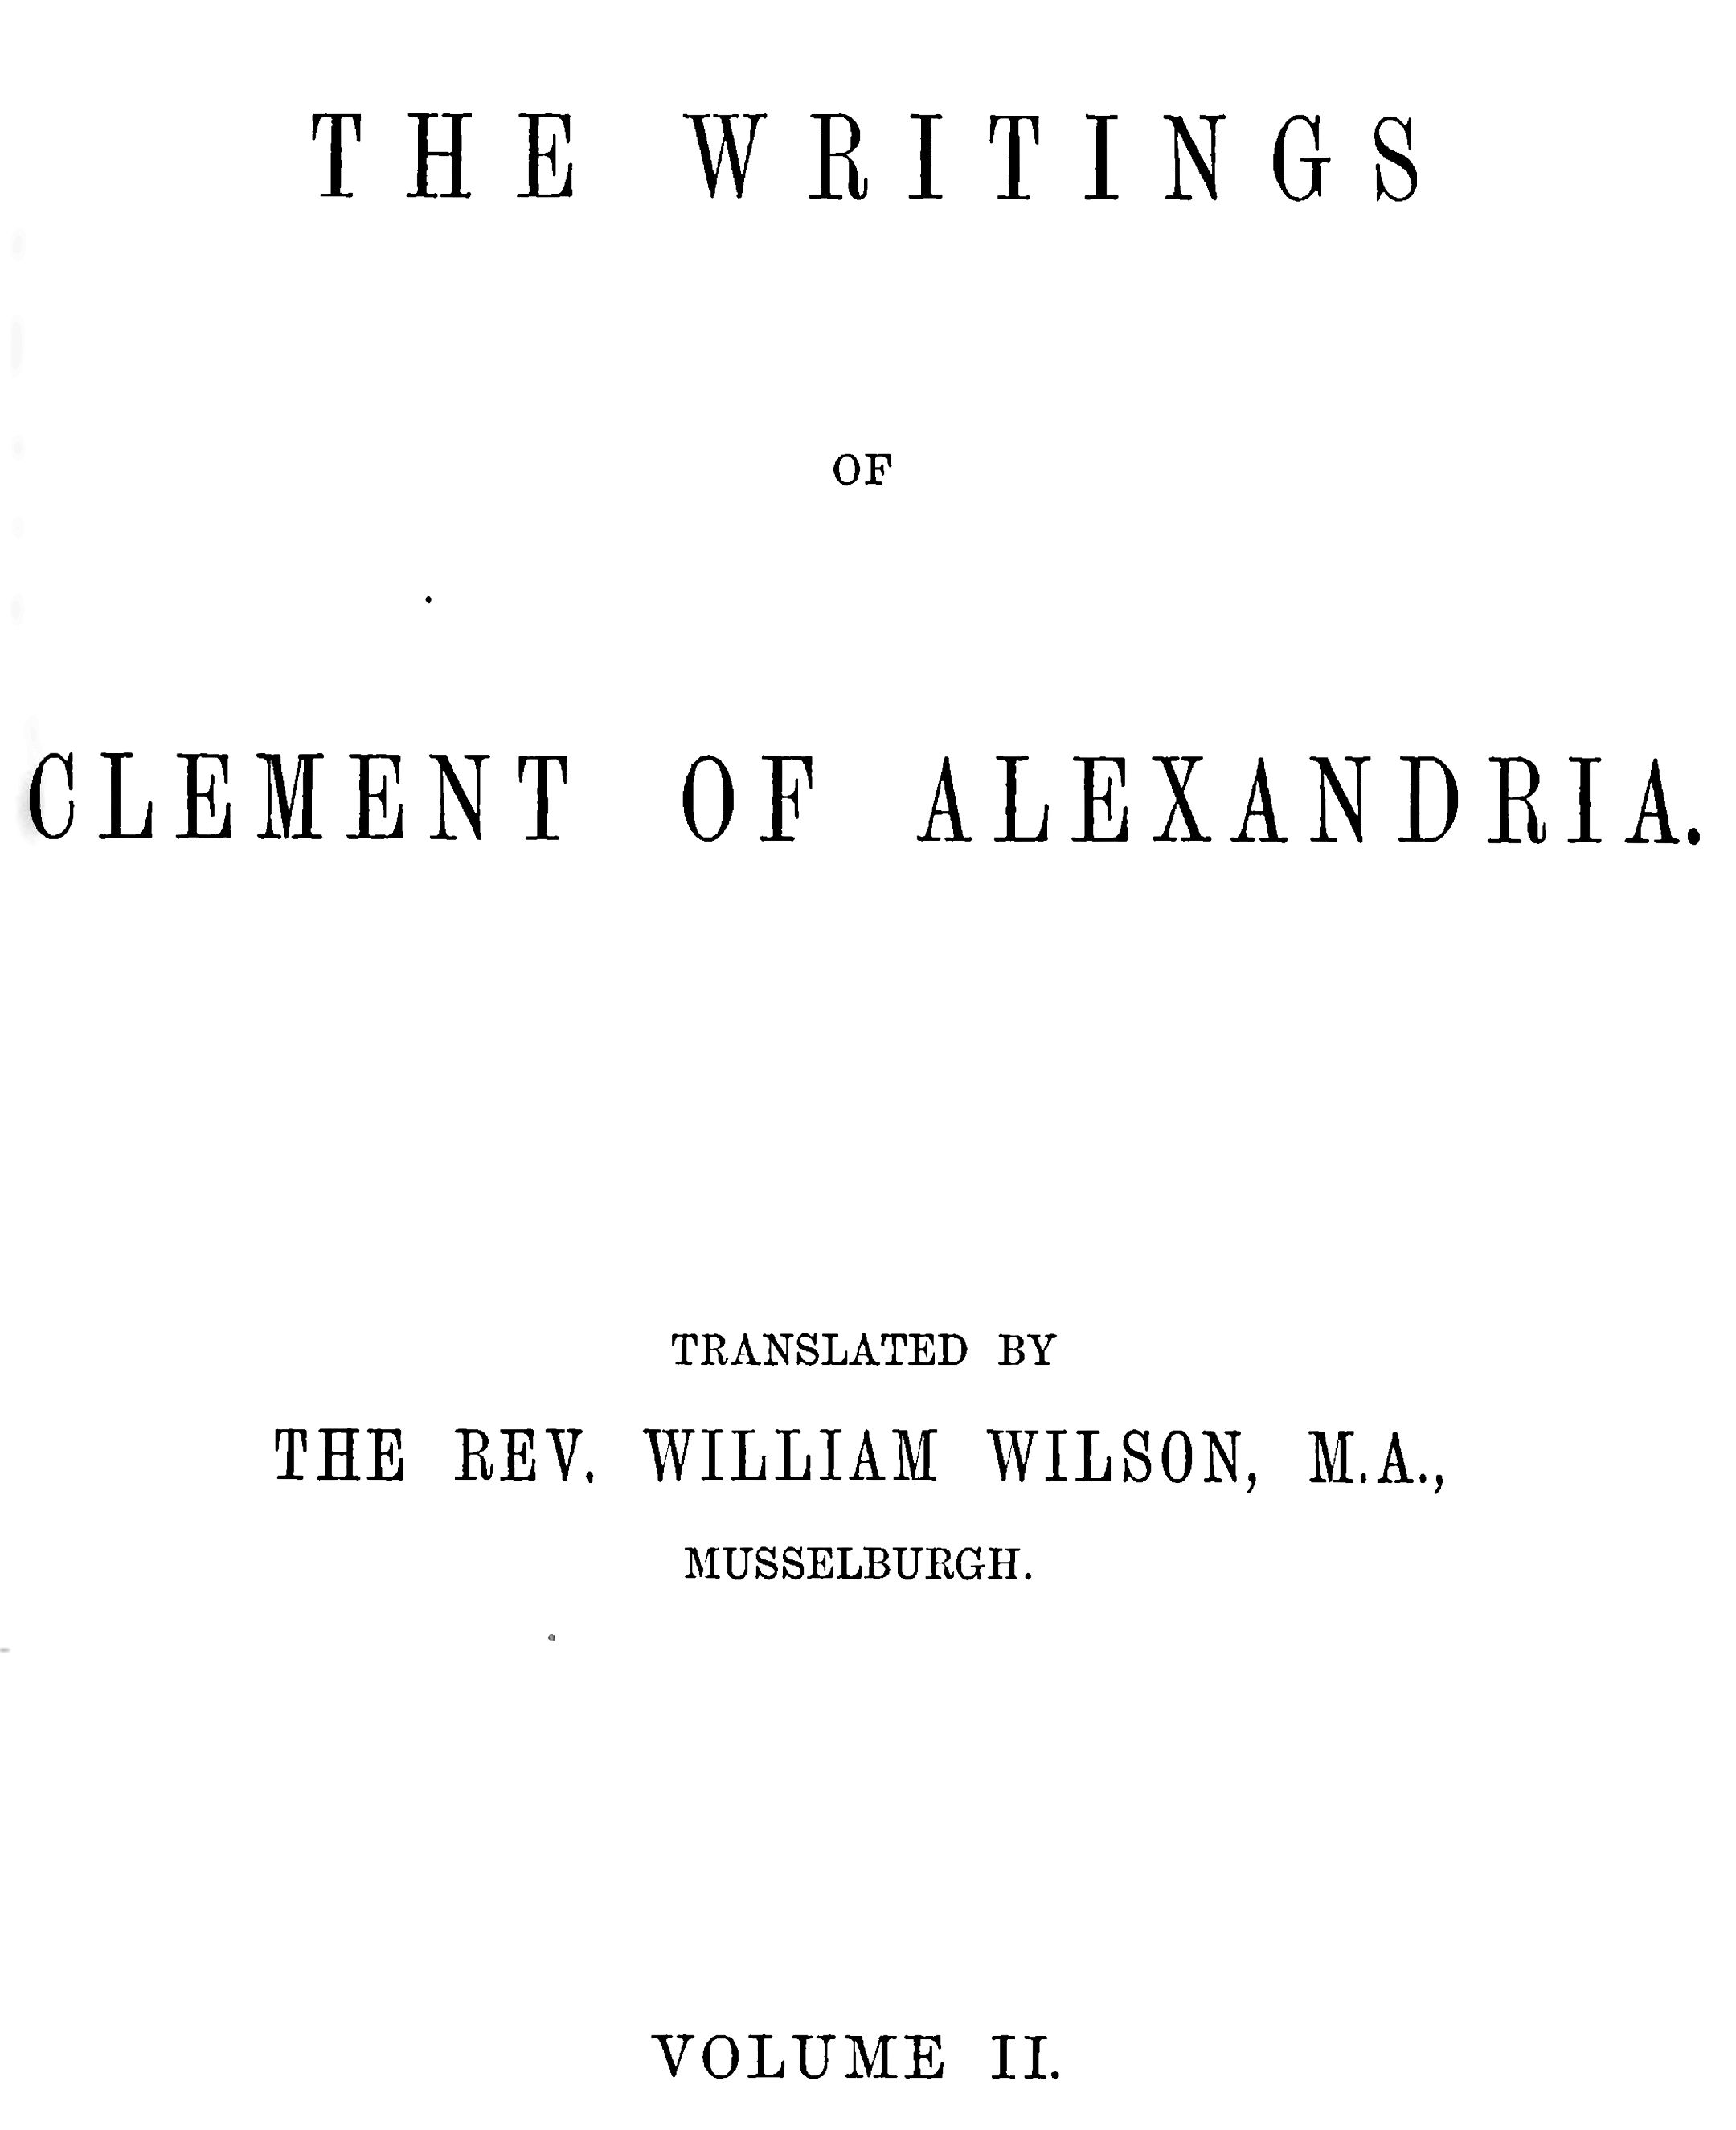 THE WRITINGS
OF
CLEMENT OF ALEXANDRIA.
TRANSLATED BY
THE REV. WILLIAM WILSON, M.A.,
MUSSELBURGH.
VOLUME II.